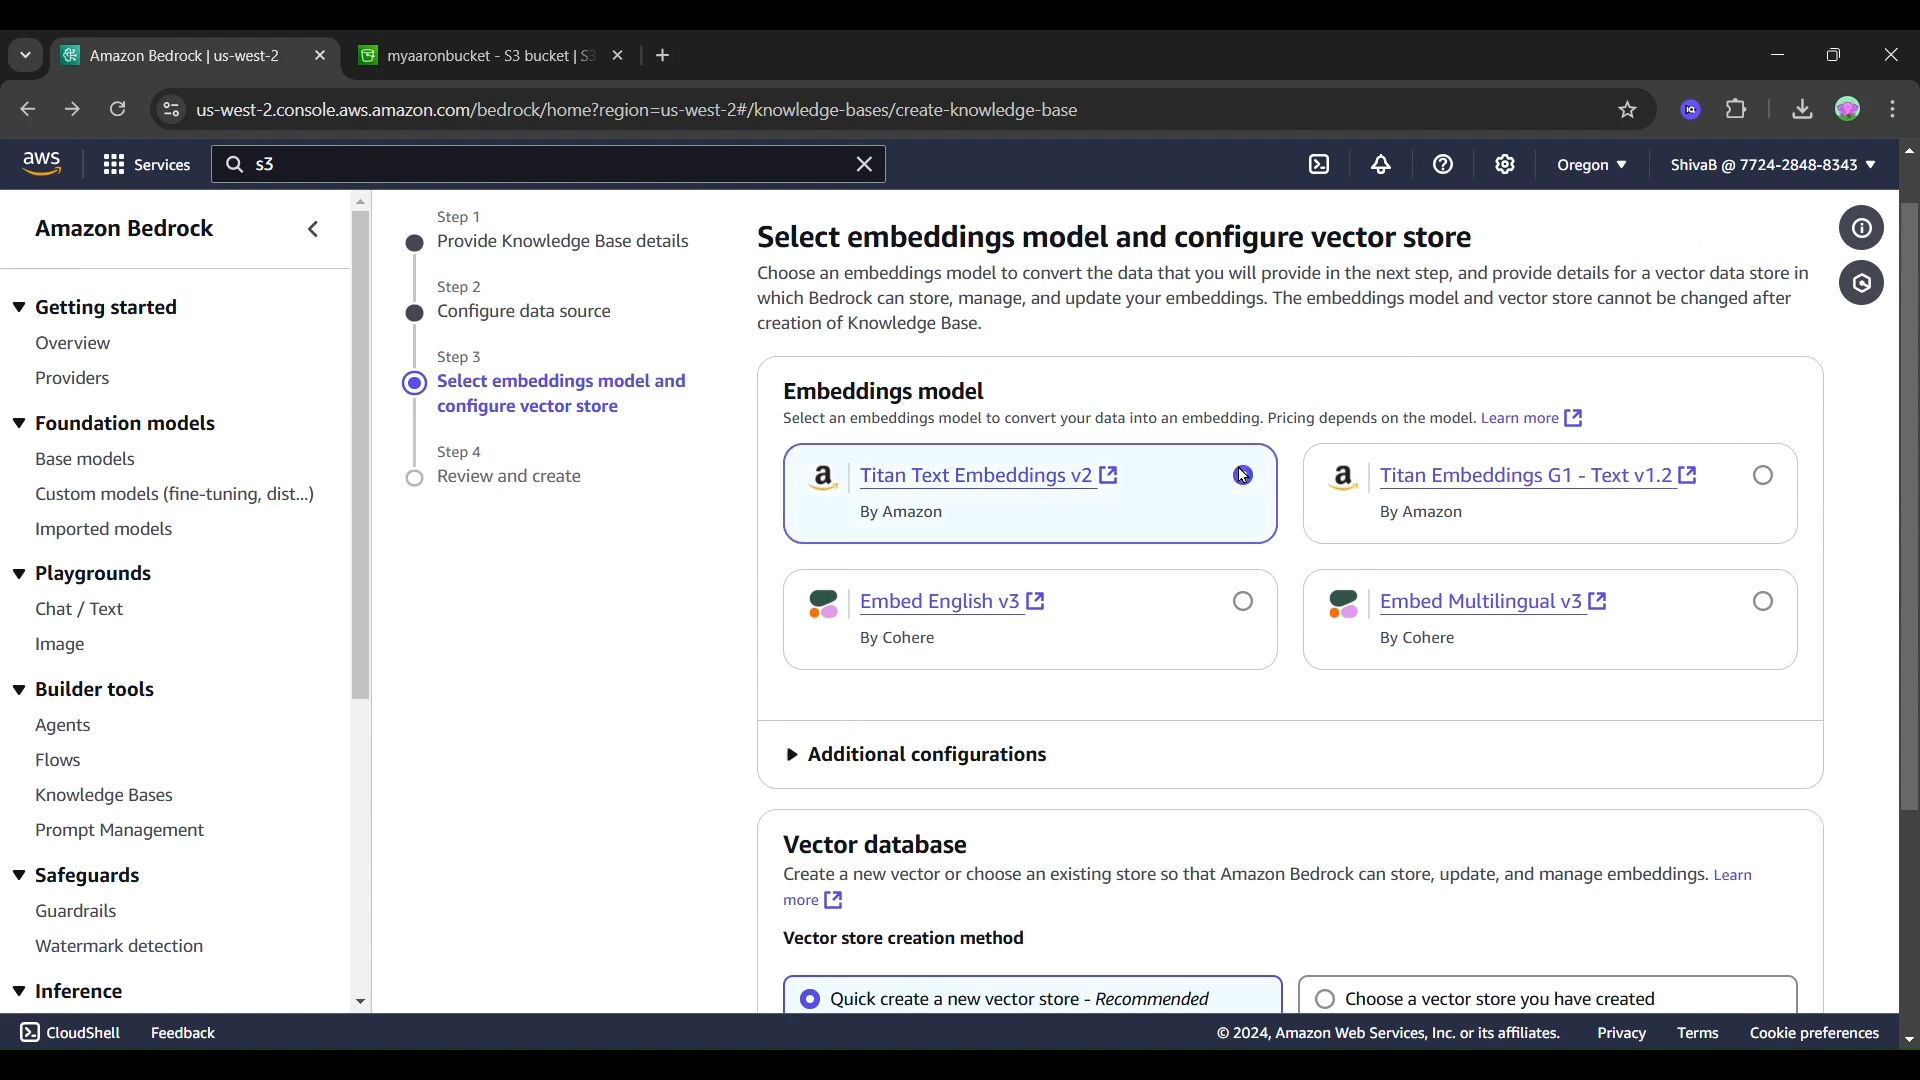 Amazon Bedrock | us-west-2
myaaronbucket - S3 bucket | S3
us-west-2.console.aws.amazon.com/bedrock/home?region=us-west-2#/knowledge-bases/create-knowledge-base
aws
Services
s3
Oregon
ShivaB @ 7724-2848-8343
Amazon Bedrock
Getting started
Overview
Providers
Foundation models
Base models
Custom models (fine-tuning, dist...)
Imported models
Playgrounds
Chat / Text
Image
Builder tools
Agents
Flows
Knowledge Bases
Prompt Management
Safeguards
Guardrails
Watermark detection
Inference
Step 1
Provide Knowledge Base details
Step 2
Configure data source
Step 3
Select embeddings model and
configure vector store
Step 4
Review and create
Select embeddings model and configure vector store
Choose an embeddings model to convert the data that you will provide in the next step, and provide details for a vector data store in
which Bedrock can store, manage, and update your embeddings. The embeddings model and vector store cannot be changed after
creation of Knowledge Base.
Embeddings model
Select an embeddings model to convert your data into an embedding. Pricing depends on the model. Learn more
Titan Text Embeddings v2
By Amazon
Titan Embeddings G1 - Text v1.2
By Amazon
Embed English v3
By Cohere
Embed Multilingual v3
By Cohere
Additional configurations
Vector database
Create a new vector or choose an existing store so that Amazon Bedrock can store, update, and manage embeddings. Learn
more
Vector store creation method
Quick create a new vector store - Recommended
Choose a vector store you have created
CloudShell
Feedback
© 2024, Amazon Web Services, Inc. or its affiliates.
Privacy
Terms
Cookie preferences